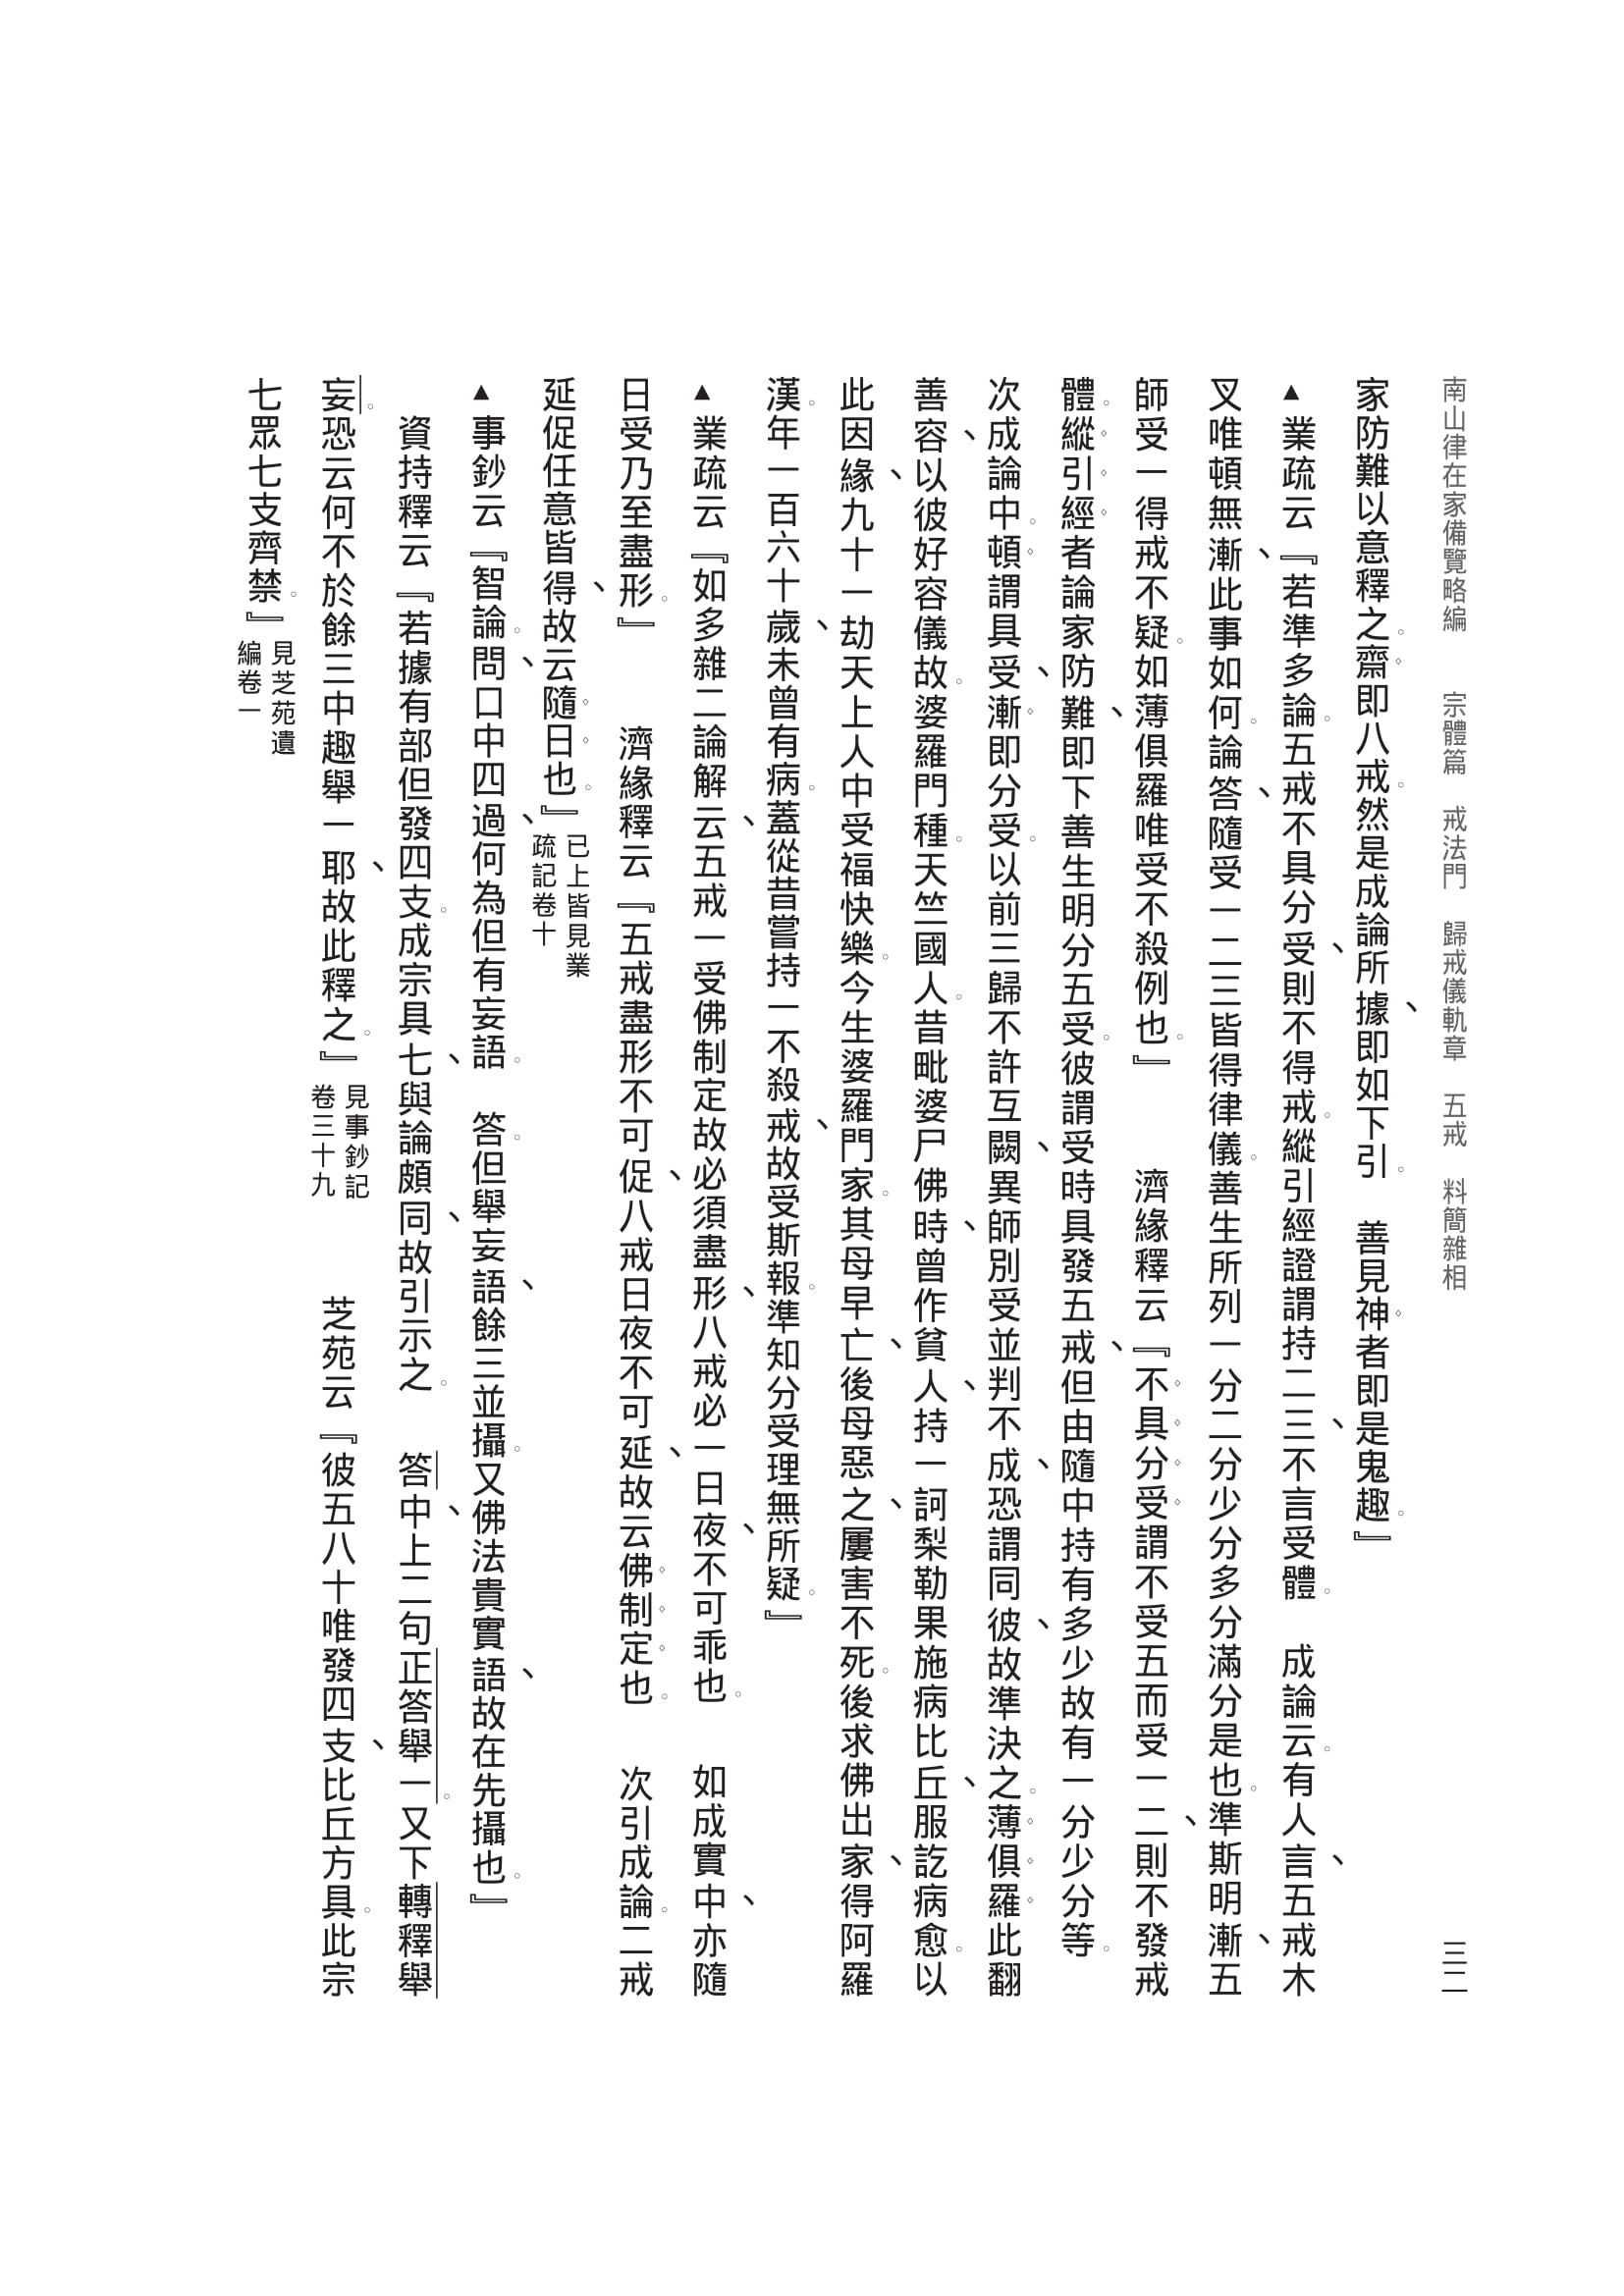 南山律在家備覽略編　宗體篇　戒法門　歸戒儀軌章　五戒　料簡雜相　三二
家防難以意釋之。齋即八戒。然是成論所據、即如下引。　善見神者即是鬼趣。』
▲業疏云『若準多論。五戒不具分受、則不得戒。縱引經證謂持二三、不言受體。　成論云。有人言、五戒木
叉唯頓無漸、此事如何。論答、隨受一二三皆得律儀。善生所列一分二分少分多分滿分是也。準斯明漸、五
師受一得戒不疑。如薄俱羅唯受不殺例也。』　濟緣釋云『不具分受謂不受五而受一二、則不發戒
體。縱引經者論家防難、即下善生明分五受。彼謂受時具發五戒、但由隨中持有多少故有一分少分等。
次成論中。頓謂具受、漸即分受。以前三歸不許互闕、異師別受並判不成、恐謂同彼、故準決之。薄俱羅此翻
善容、以彼好容儀故。婆羅門種。天竺國人。昔毗婆尸佛時、曾作貧人、持一訶梨勒果施病比丘、服訖病愈。以
此因緣、九十一劫天上人中受福快樂。今生婆羅門家。其母早亡、後母惡之、屢害不死。後求佛出家、得阿羅
漢。年一百六十歲、未曾有病。蓋從昔嘗持一不殺戒、故受斯報。準知分受理無所疑。』
▲業疏云『如多雜二論解云、五戒一受佛制定故必須盡形、八戒必一日夜、不可乖也。　如成實中、亦隨
日受乃至盡形。』　濟緣釋云『五戒盡形不可促、八戒日夜不可延、故云佛制定也。　次引成論。二戒
延促任意皆得、故云隨日也。』已上皆見業疏記卷十
▲事鈔云『智論。問、口中四過、何為但有妄語。　答。但舉妄語、餘三並攝。又佛法貴實語、故在先攝也。』
資持釋云『若據有部但發四支。成宗具七、與論頗同、故引示之。　答中、上二句正答舉一。又下轉釋舉
妄。恐云何不於餘三中趣舉一耶、故此釋之。』見事鈔記卷三十九　芝苑云『彼五八十唯發四支、比丘方具。此宗
七眾七支齊禁。』見芝苑遺編卷一